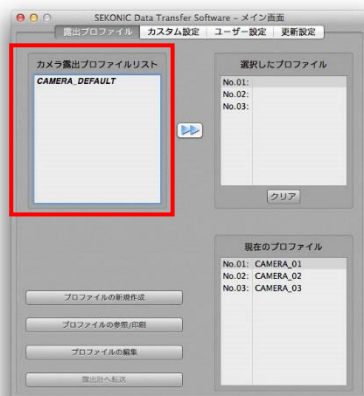 SEKONIC Data Transfer Software – メイン画面
露出プロファイル カスタム設定 ユーザー設定 更新設定
カメラ露出プロファイルリスト
CAMERA_DEFAULT
選択したプロファイル
No.01:
No.02:
No.03:
クリア
現在のプロファイル
No.01: CAMERA_01
No.02: CAMERA_02
No.03: CAMERA_03
プロファイルの新規作成
プロファイルの参照/印刷
プロファイルの編集
露出計へ転送